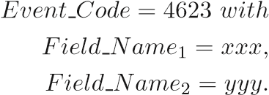 Event_Code = 4623 with
Field_Name₁ = xxx,
Field_Name₂ = yyy.